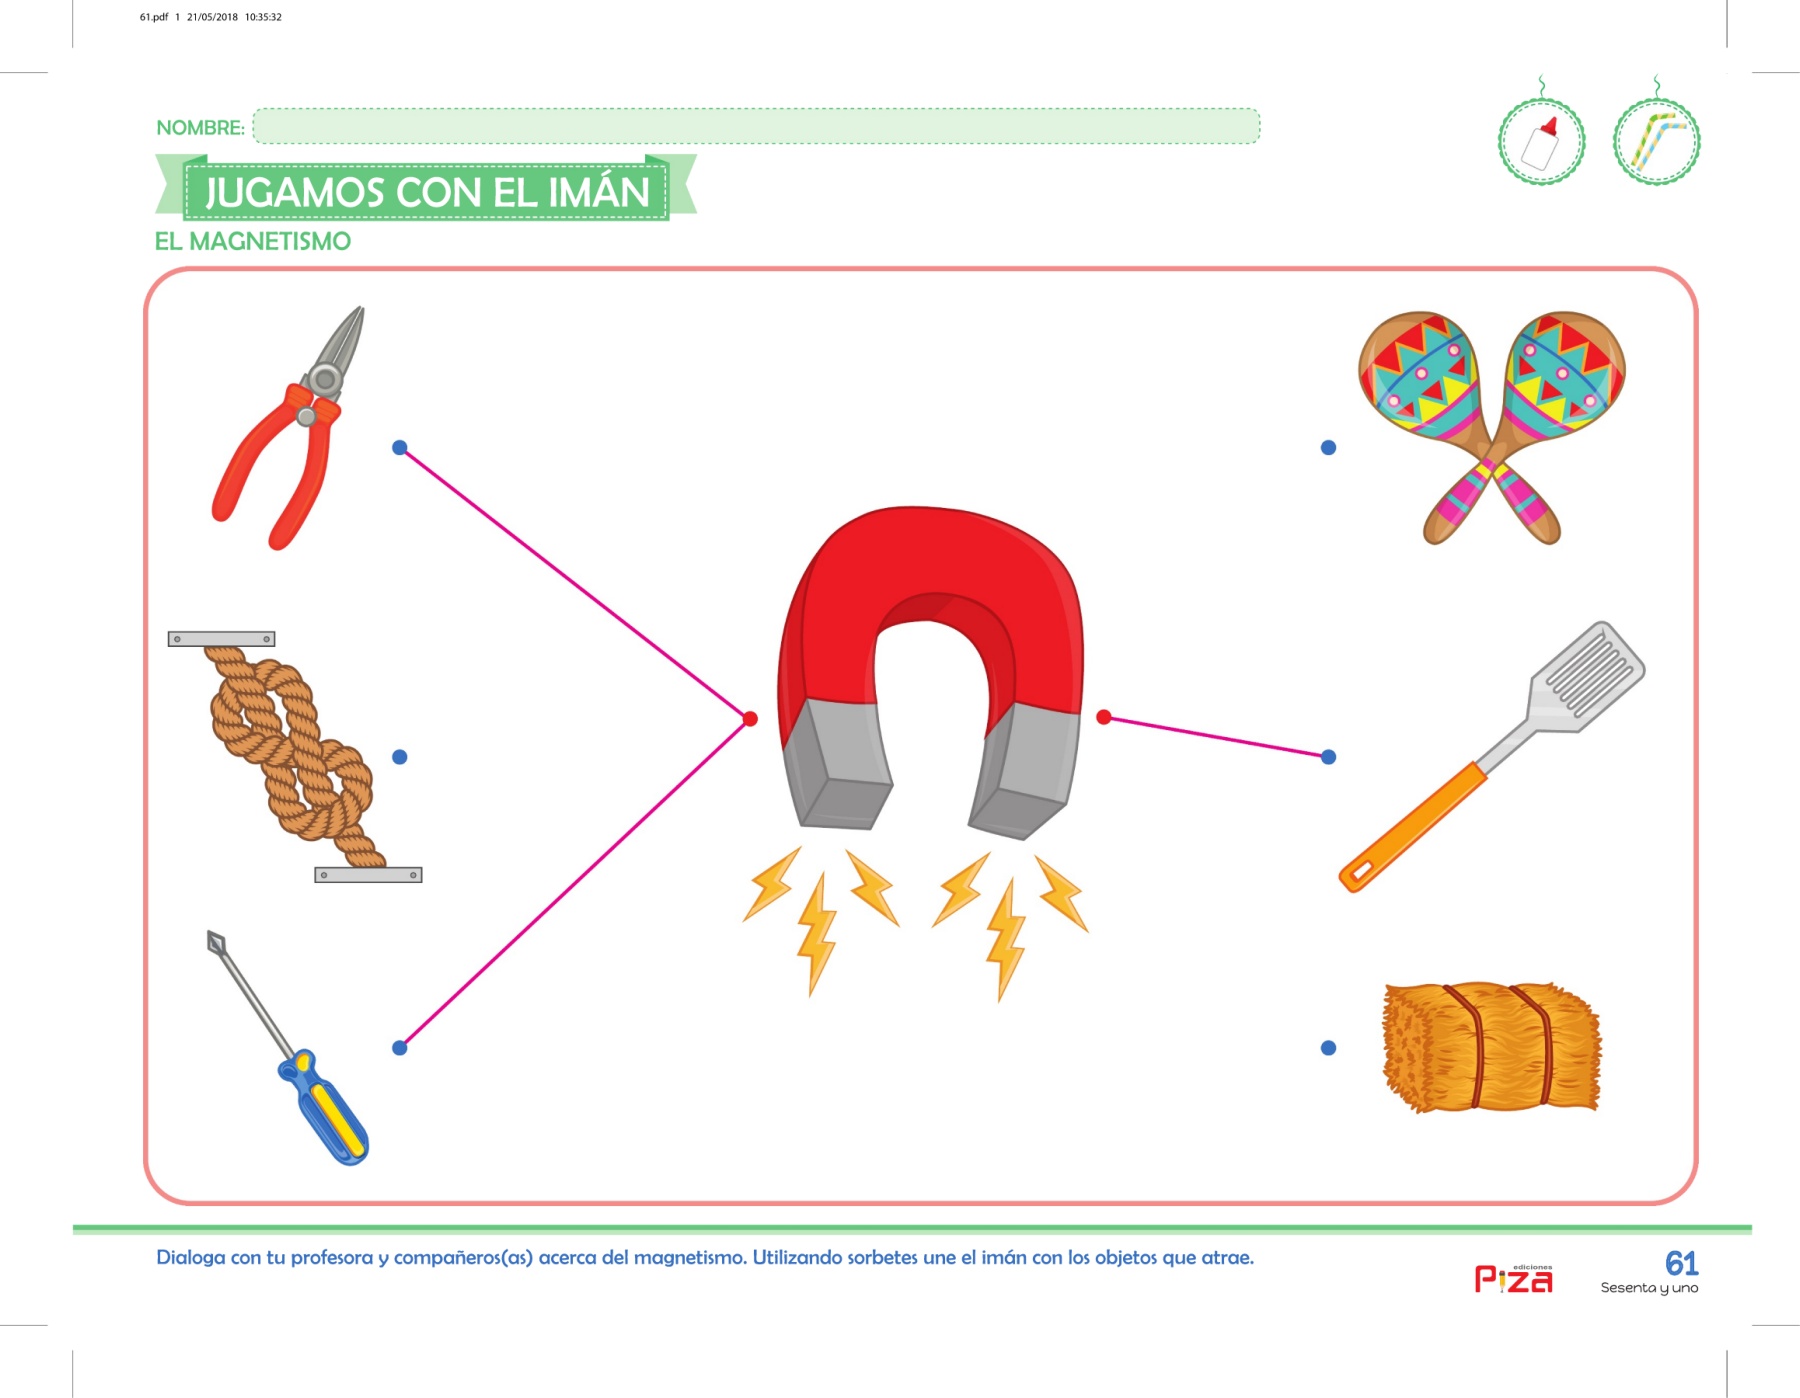 61.pdf 1 21/05/2018 10:35:32
NOMBRE:
JUGAMOS CON EL IMÁN
EL MAGNETISMO
Dialoga con tu profesora y compañeros(as) acerca del magnetismo. Utilizando sorbetes une el imán con los objetos que atrae.
ediciones
Piza
61
Sesenta y uno